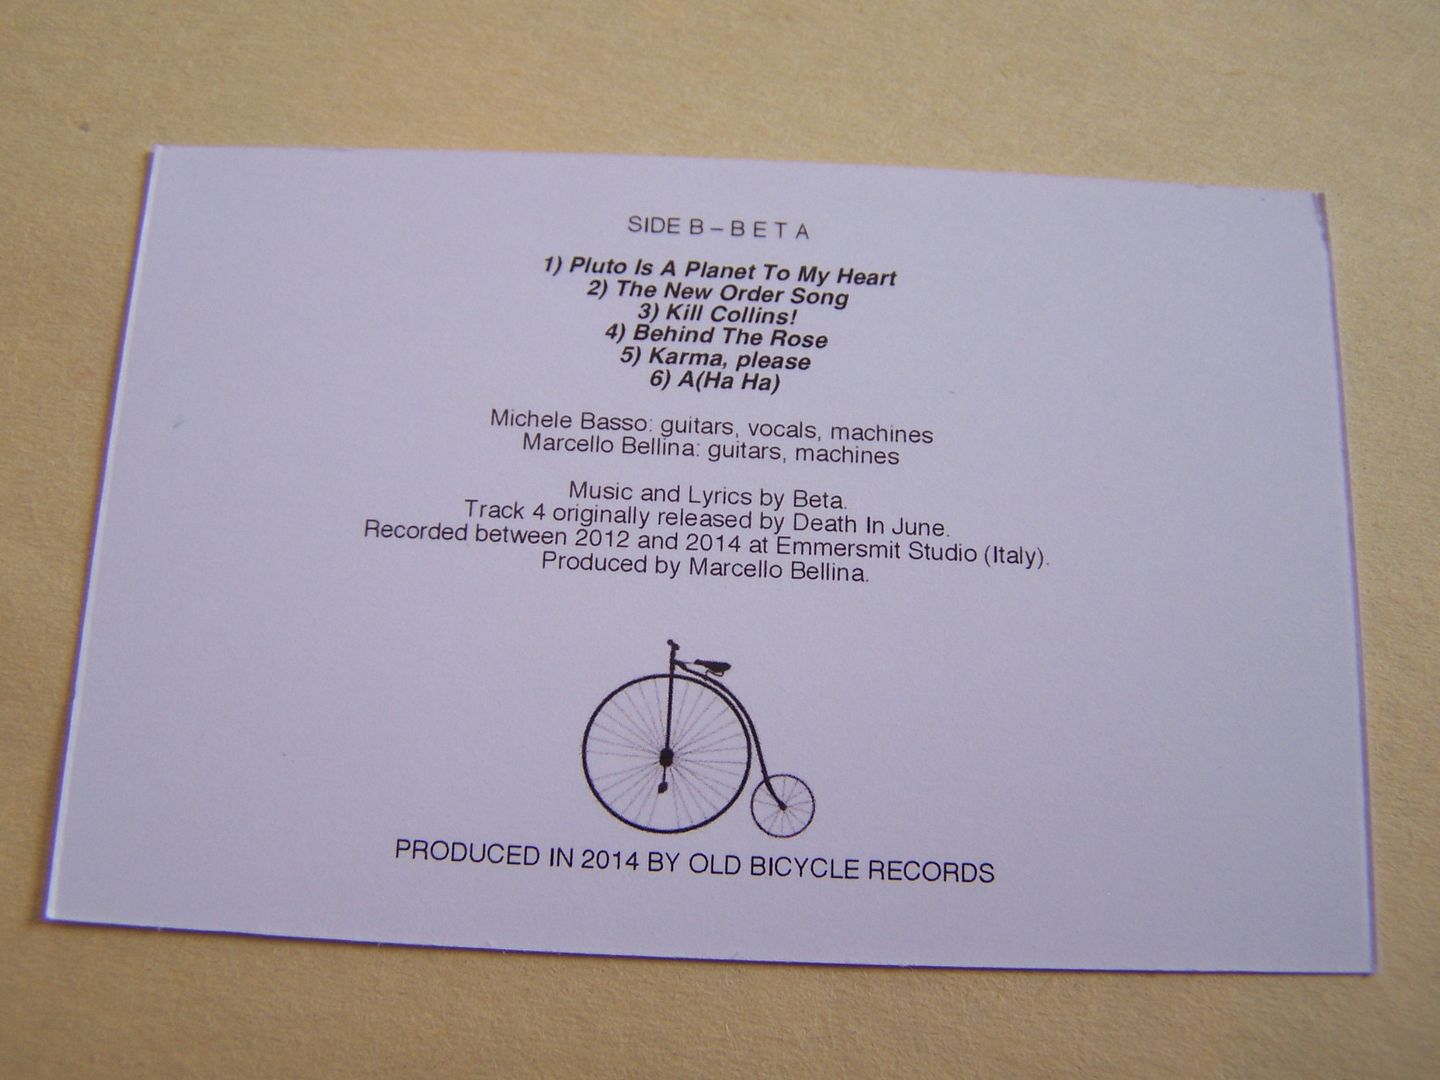 SIDE B – B E T A
1) Pluto Is A Planet To My Heart
2) The New Order Song
3) Kill Collins!
4) Behind The Rose
5) Karma, please
6) A(Ha Ha)
Michele Basso: guitars, vocals, machines
Marcello Bellina: guitars, machines
Music and Lyrics by Beta.
Track 4 originally released by Death In June.
Recorded between 2012 and 2014 at Emmersmit Studio (Italy).
Produced by Marcello Bellina.
PRODUCED IN 2014 BY OLD BICYCLE RECORDS